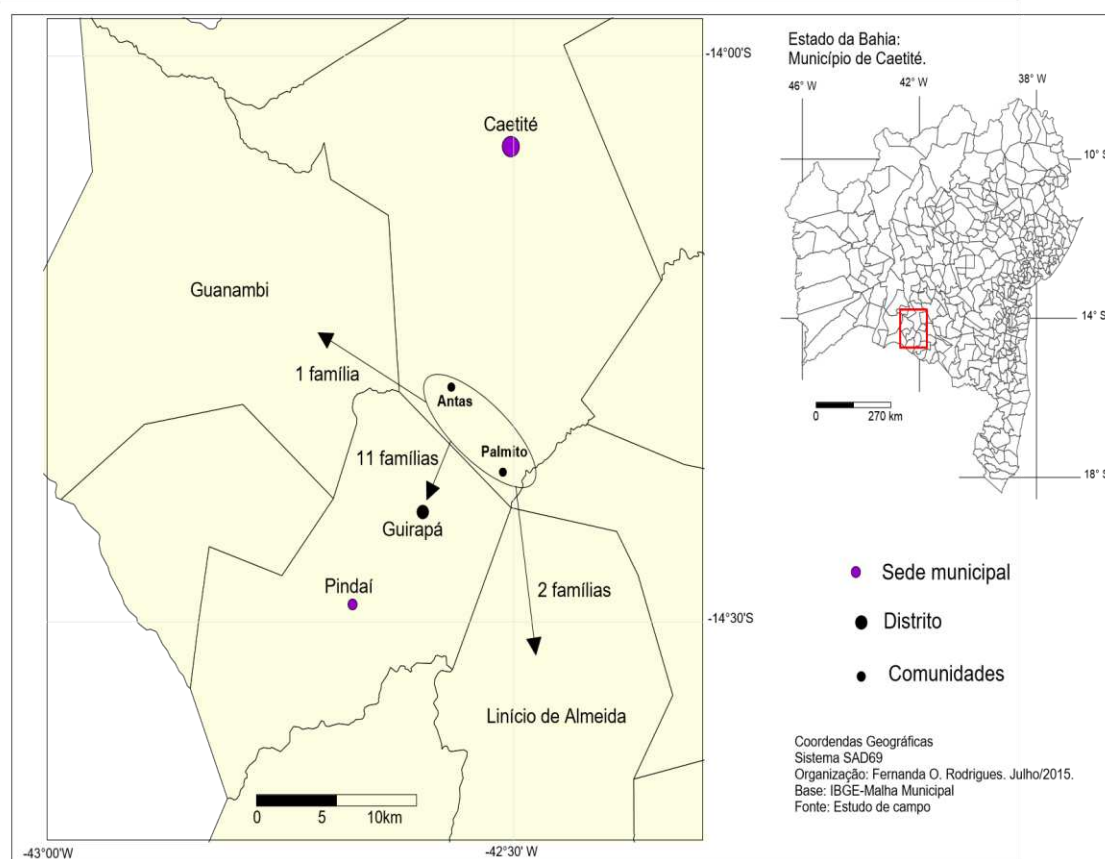 -14°00'S
Caetité
Guanambi
1 família
Antas
11 famílias
Palmito
Guirapá
Pindaí
2 famílias
-14°30'S
Linício de Almeida
0 5 10km
-43°00'W
-42°30' W
Estado da Bahia:
Município de Caetité.
46° W
42° W
38° W
10° S
14° S
0 270 km
18° S
Sede municipal
Distrito
Comunidades
Coordendas Geográficas
Sistema SAD69
Organização: Fernanda O. Rodrigues. Julho/2015.
Base: IBGE-Malha Municipal
Fonte: Estudo de campo